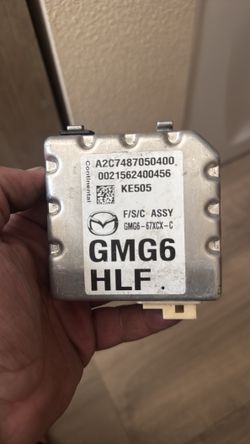 A2C7487050400
Continental
0021562400456
KE505
F/S/C ASSY
GMG6-67XCX-C
GMG6
HLF